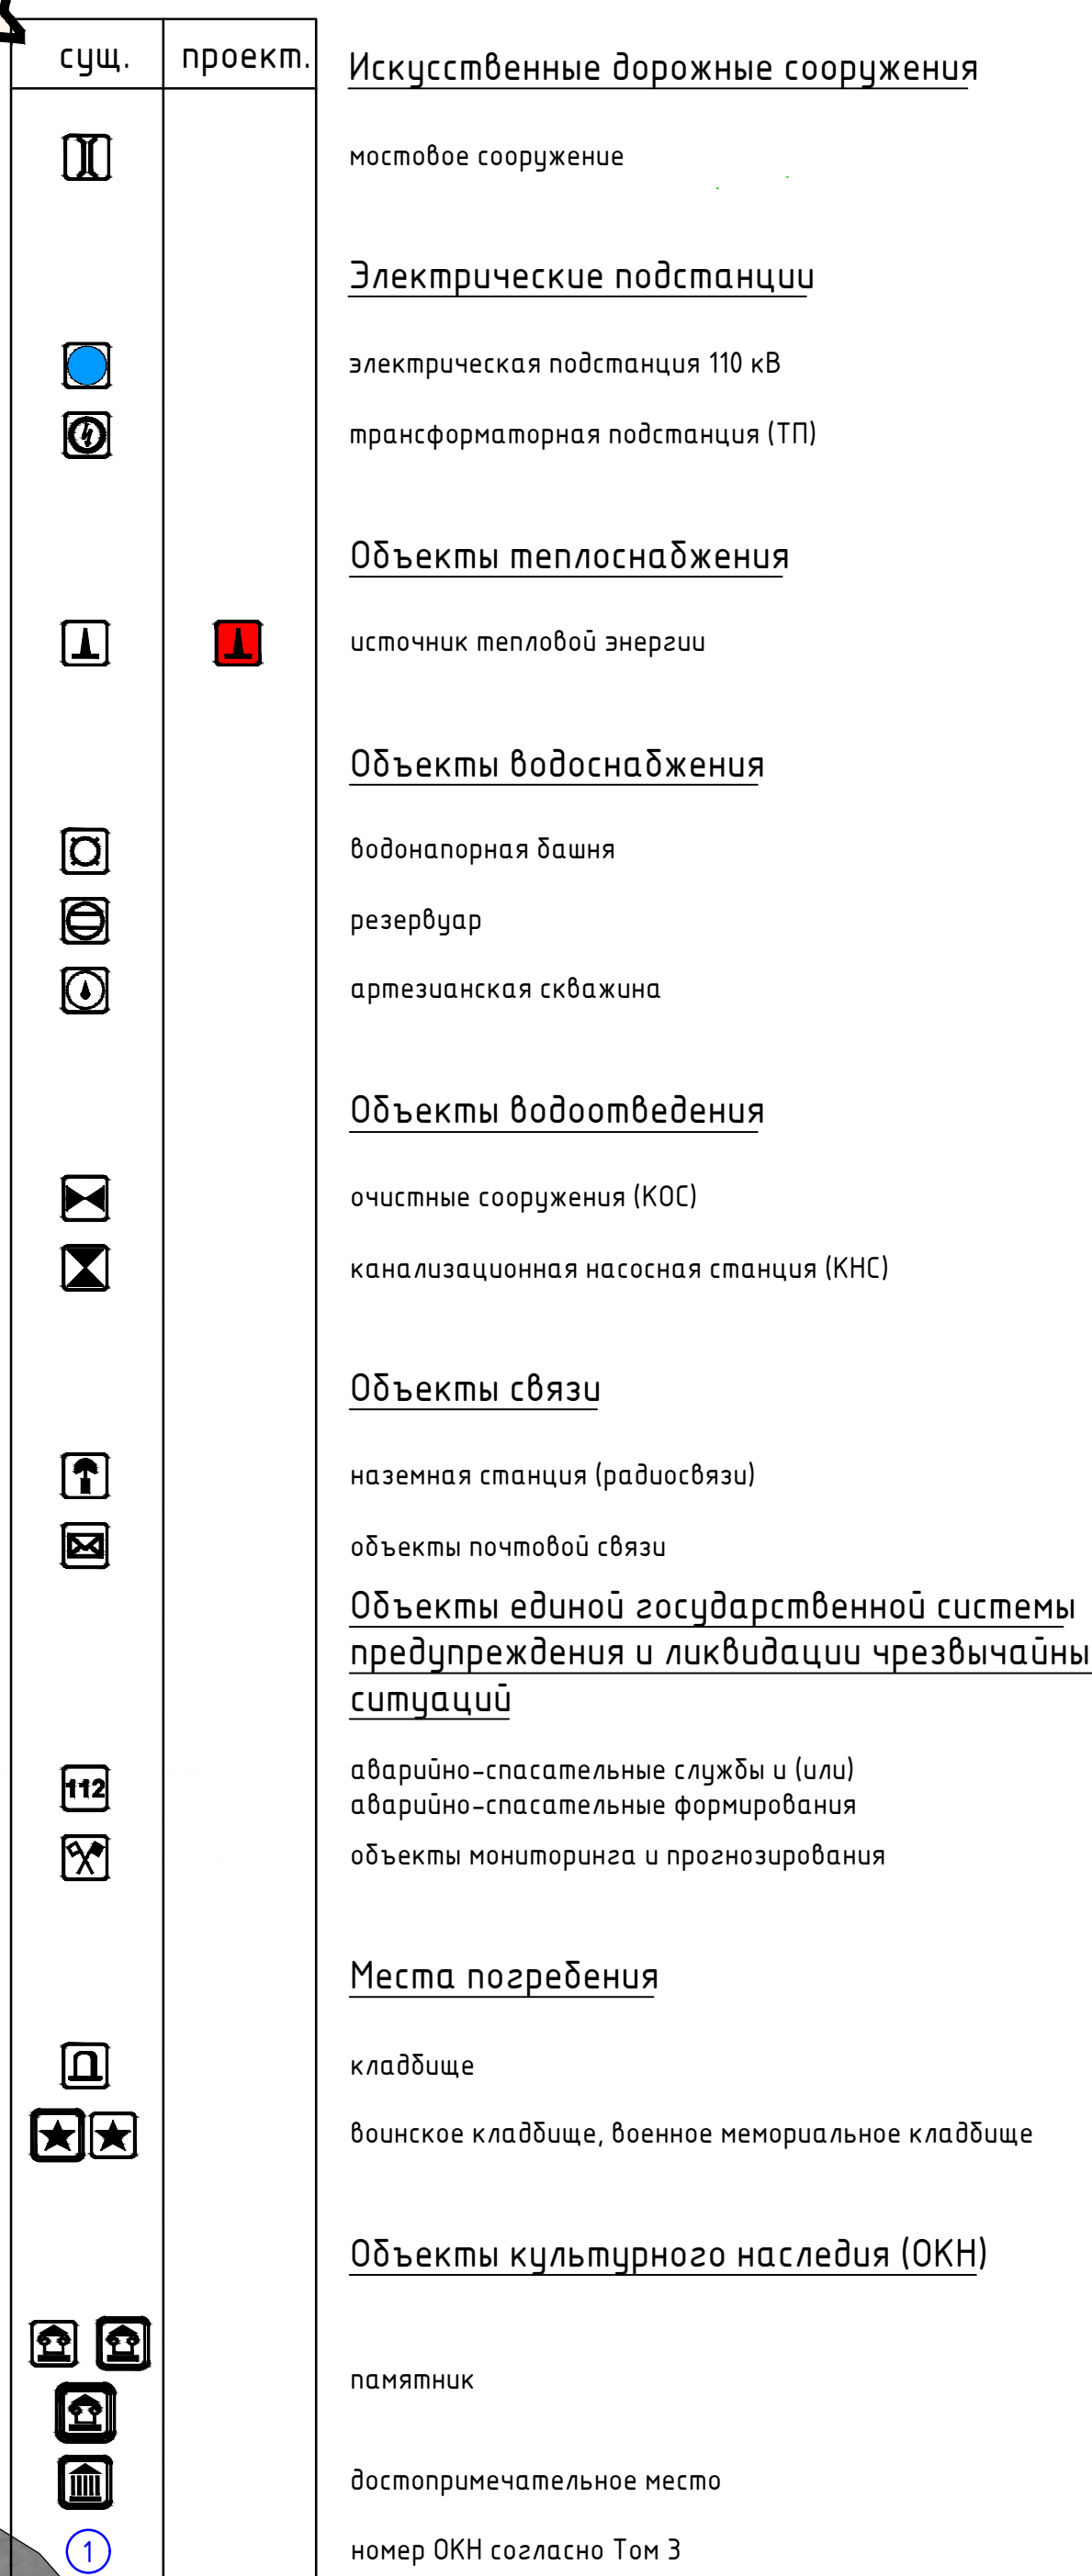 сущ. проект.
Искусственные дорожные сооружения
мостовое сооружение
Электрические подстанции
электрическая подстанция 110 кВ
трансформаторная подстанция (ТП)
Объекты теплоснабжения
источник тепловой энергии
Объекты водоснабжения
водонапорная башня
резервуар
артезианская скважина
Объекты водоотведения
очистные сооружения (КОС)
канализационная насосная станция (КНС)
Объекты связи
наземная станция (радиосвязи)
объекты почтовой связи
Объекты единой государственной системы
предупреждения и ликвидации чрезвычайны
ситуаций
112
аварийно-спасательные службы и (или)
аварийно-спасательные формирования
объекты мониторинга и прогнозирования
Места погребения
кладбище
воинское кладбище, военное мемориальное кладбище
Объекты культурного наследия (ОКН)
памятник
достопримечательное место
1 номер ОКН согласно Том 3